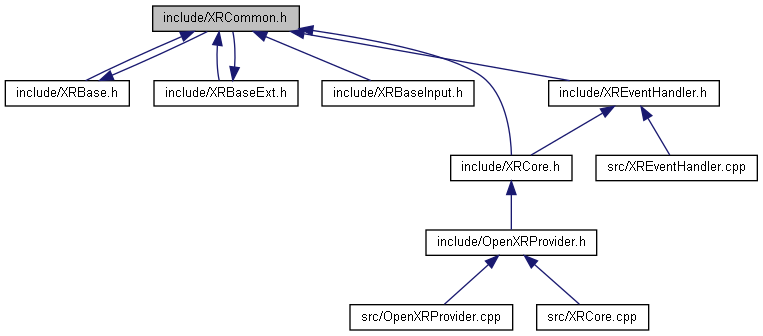 include/XRCommon.h
include/XRBase.h
include/XRBaseExt.h
include/XRBaseInput.h
include/XREventHandler.h
include/XRCore.h
src/XREventHandler.cpp
include/OpenXRProvider.h
src/OpenXRProvider.cpp
src/XRCore.cpp